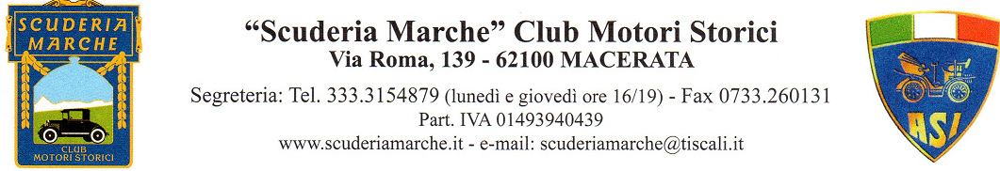 SCUDERIA
MARCHE
CLUB
MOTORI STORICI
“Scuderia Marche” Club Motori Storici
Via Roma, 139 - 62100 MACERATA
Segreteria: Tel. 333.3154879 (lunedì e giovedì ore 16/19) - Fax 0733.260131
Part. IVA 01493940439
www.scuderiamarche.it - e-mail: scuderiamarche@tiscali.it
ASI